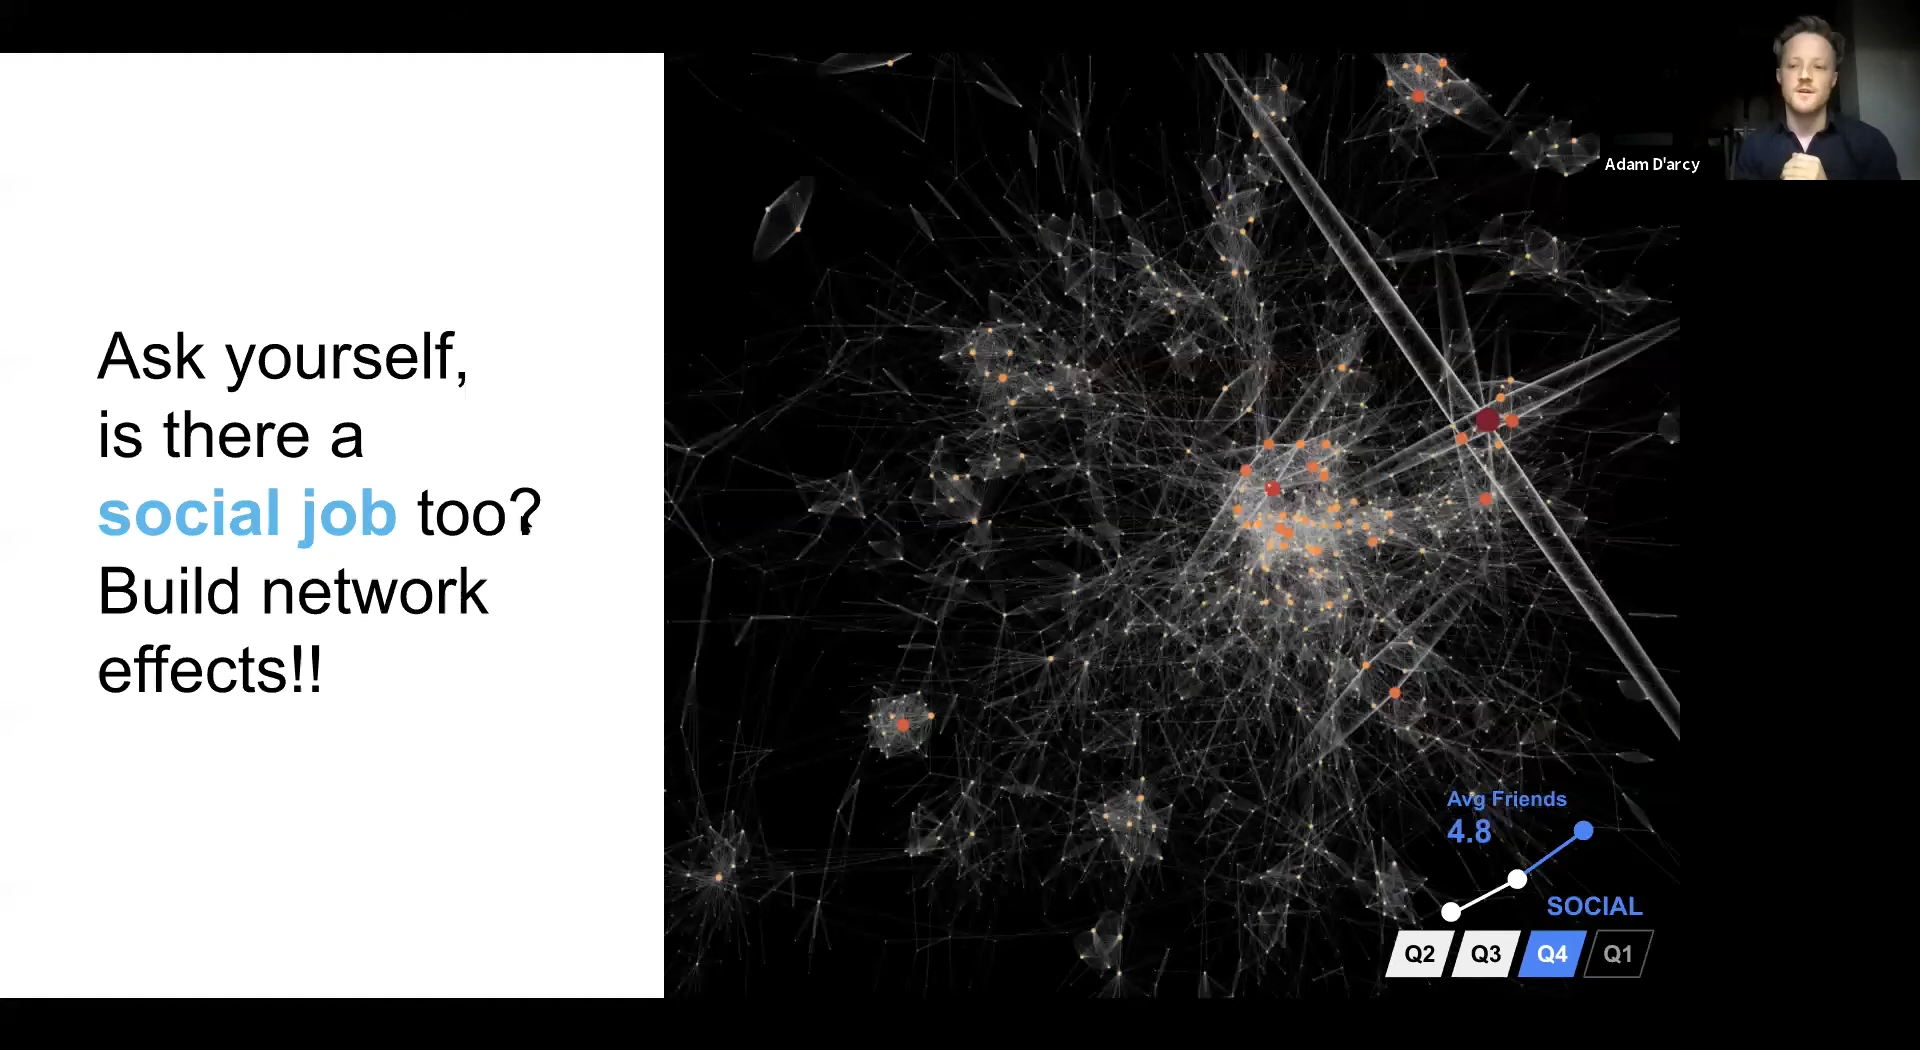 Ask yourself,
is there a
social job too?
Build network
effects!!
Adam D'arcy
Avg Friends
4.8
SOCIAL
Q2 Q3 Q4 Q1